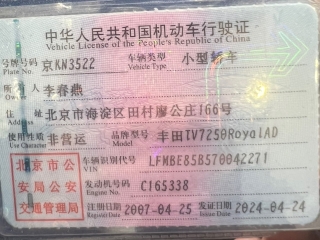 中华人民共和国机动车行驶证
Vehicle License of the People's Republic of China
号牌号码 京KN3522 车辆类型 小型轿车
Plate No. Vehicle Type
所有人 李春燕
Owner
住址 北京市海淀区田村廖公庄166号
Address
使用性质 非营运 品牌型号 丰田TV7250RoyalAD
Use Character Model
北京市公安局公安交通管理局
车辆识别代号 LFMBE85B570042271
VIN
发动机号码 C165338
Engine No.
注册日期 2007-04-25 发证日期 2024-04-24
Register Date Issue Date